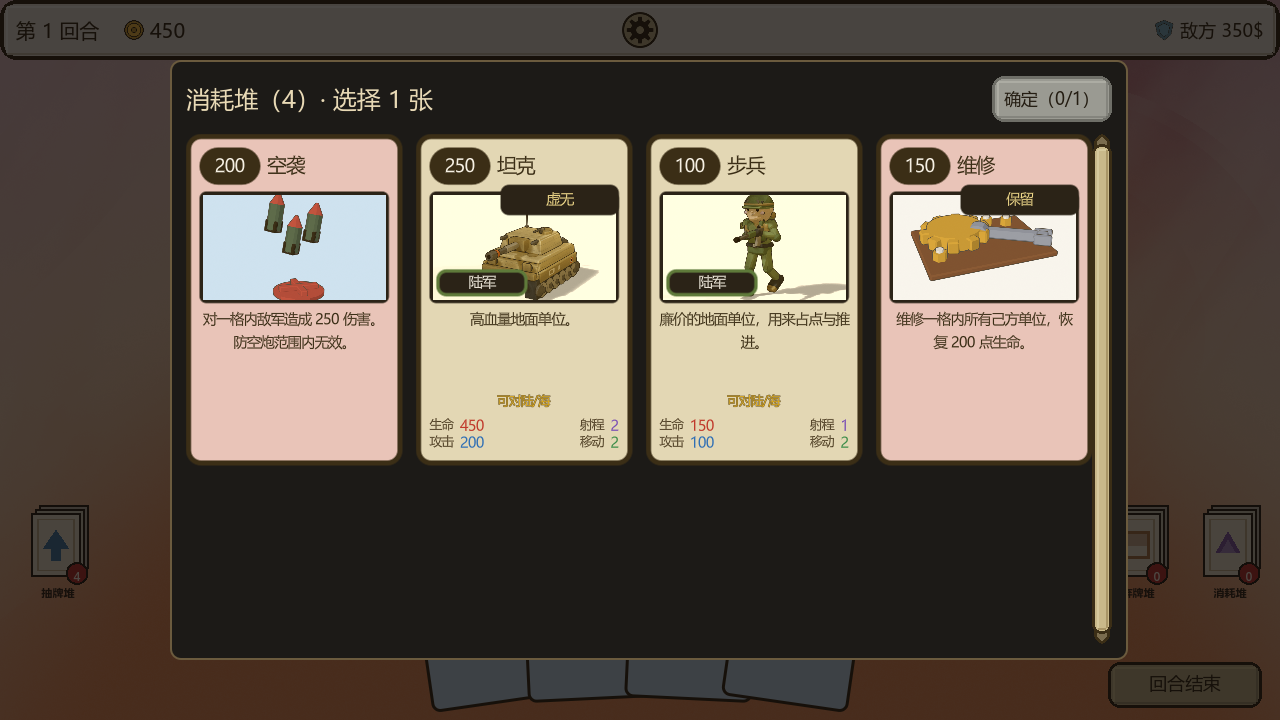 第 1 回合
450
敌方 350$
消耗堆（4）· 选择 1 张
确定（0/1）
200 空袭
对一格内敌军造成 250 伤害。
防空炮范围内无效。
250 坦克
虚无
陆军
高血量地面单位。
可对陆/海
生命 450 射程 2
攻击 200 移动 2
100 步兵
陆军
廉价的地面单位，用来占点与推
进。
可对陆/海
生命 150 射程 1
攻击 100 移动 2
150 维修
保留
维修一格内所有己方单位，恢
复 200 点生命。
4
抽牌堆
0
牌堆
0
消耗堆
回合结束